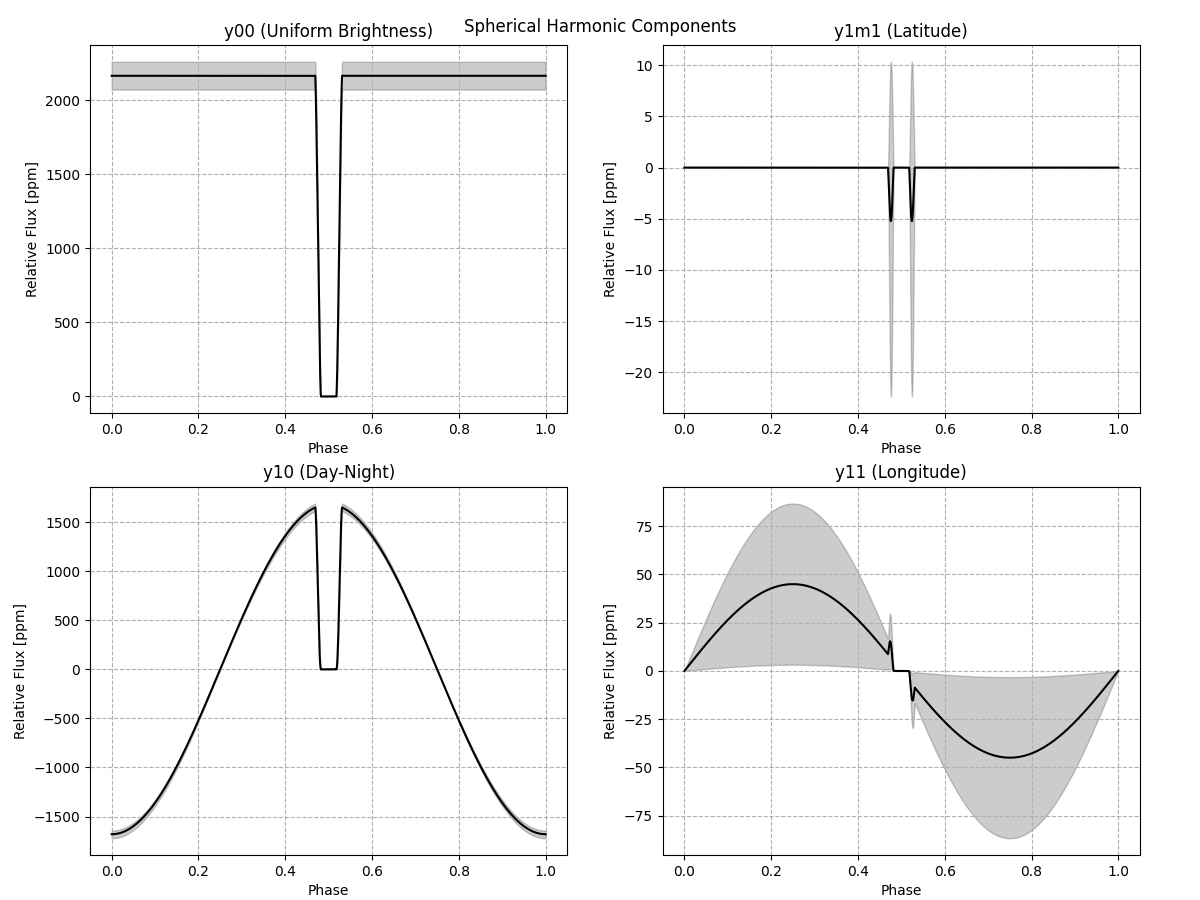 Spherical Harmonic Components
y00 (Uniform Brightness)
Relative Flux [ppm]
2000
1500
1000
500
0
0.0 0.2 0.4 0.6 0.8 1.0
Phase
y1m1 (Latitude)
Relative Flux [ppm]
10
5
0
−5
−10
−15
−20
0.0 0.2 0.4 0.6 0.8 1.0
Phase
y10 (Day-Night)
Relative Flux [ppm]
1500
1000
500
0
−500
−1000
−1500
0.0 0.2 0.4 0.6 0.8 1.0
Phase
y11 (Longitude)
Relative Flux [ppm]
75
50
25
0
−25
−50
−75
0.0 0.2 0.4 0.6 0.8 1.0
Phase